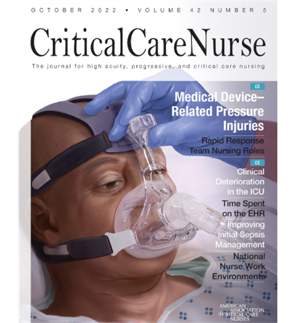 OCTOBER 2022 • VOLUME 42 NUMBER 5
CriticalCareNurse
The journal for high acuity, progressive, and critical care nursing
CE
Medical Device–
Related Pressure
Injuries
Rapid Response
Team Nursing Roles
CE
Clinical
Deterioration
in the ICU
Time Spent
on the EHR
Improving
Initial Sepsis
Management
National
Nurse Work
Environments
AMERICAN
ASSOCIATION
of CRITICAL-CARE
NURSES